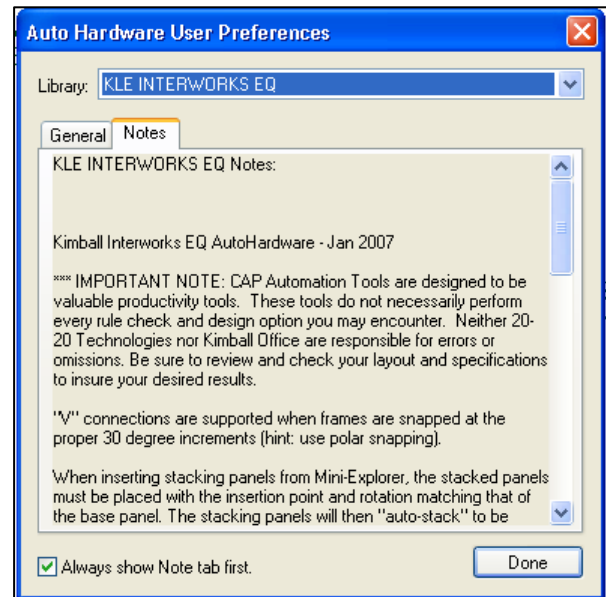 Auto Hardware User Preferences
Library: KLE INTERWORKS EQ
General Notes
KLE INTERWORKS EQ Notes:
Kimball Interworks EQ AutoHardware - Jan 2007
*** IMPORTANT NOTE: CAP Automation Tools are designed to be
valuable productivity tools. These tools do not necessarily perform
every rule check and design option you may encounter. Neither 20-
20 Technologies nor Kimball Office are responsible for errors or
omissions. Be sure to review and check your layout and specifications
to insure your desired results.
"V" connections are supported when frames are snapped at the
proper 30 degree increments (hint: use polar snapping).
When inserting stacking panels from Mini-Explorer, the stacked panels
must be placed with the insertion point and rotation matching that of
the base panel. The stacking panels will then "auto-stack" to be
Always show Note tab first.
Done